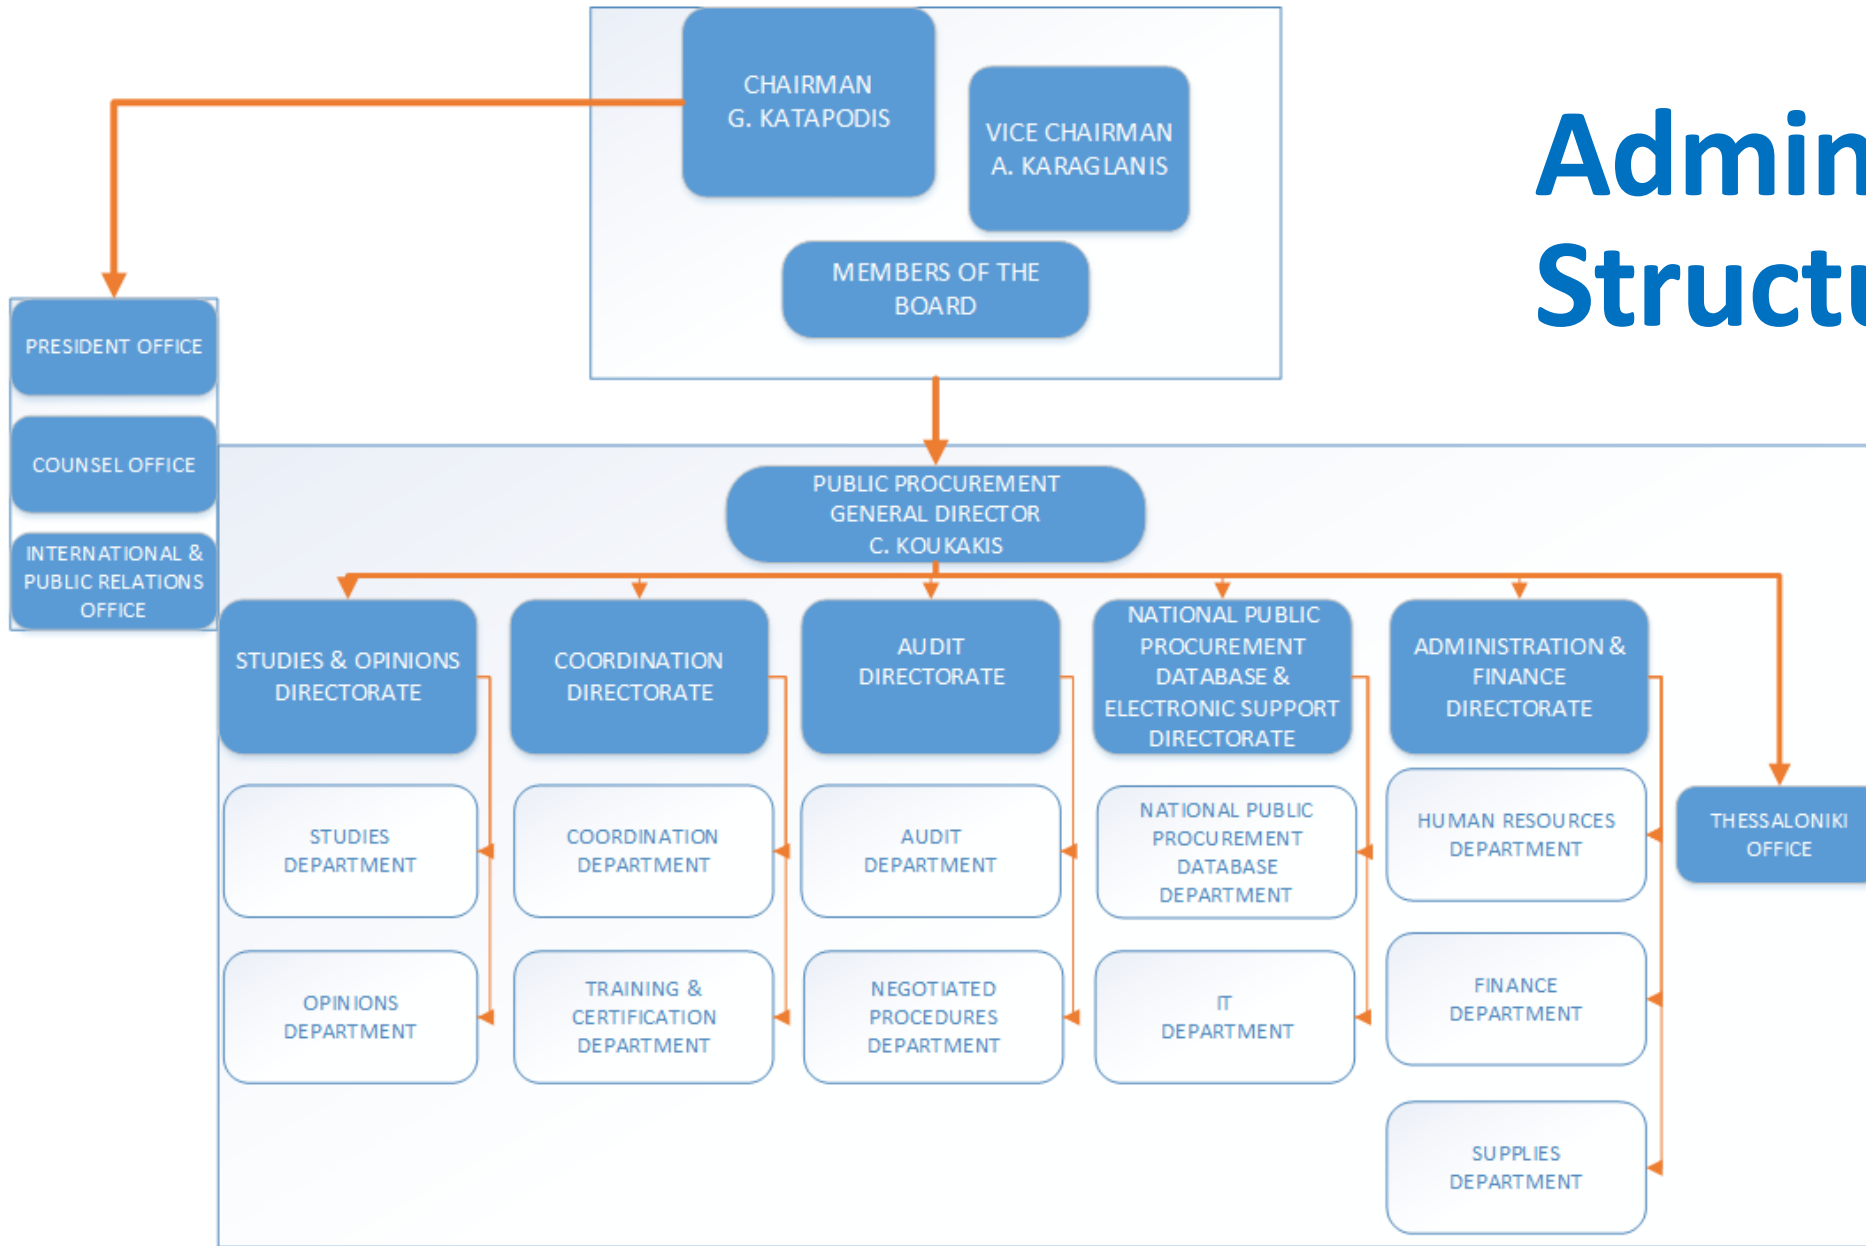 CHAIRMAN
G. KATAPODIS
VICE CHAIRMAN
A. KARAGLANIS
MEMBERS OF THE
BOARD
Admin
Structu
PRESIDENT OFFICE
COUNSEL OFFICE
INTERNATIONAL &
PUBLIC RELATIONS
OFFICE
PUBLIC PROCUREMENT
GENERAL DIRECTOR
C. KOUKAKIS
STUDIES & OPINIONS
DIRECTORATE
COORDINATION
DIRECTORATE
AUDIT
DIRECTORATE
NATIONAL PUBLIC
PROCUREMENT
DATABASE &
ELECTRONIC SUPPORT
DIRECTORATE
ADMINISTRATION &
FINANCE
DIRECTORATE
STUDIES
DEPARTMENT
COORDINATION
DEPARTMENT
AUDIT
DEPARTMENT
NATIONAL PUBLIC
PROCUREMENT
DATABASE
DEPARTMENT
HUMAN RESOURCES
DEPARTMENT
THESSALONIKI
OFFICE
OPINIONS
DEPARTMENT
TRAINING &
CERTIFICATION
DEPARTMENT
NEGOTIATED
PROCEDURES
DEPARTMENT
IT
DEPARTMENT
FINANCE
DEPARTMENT
SUPPLIES
DEPARTMENT